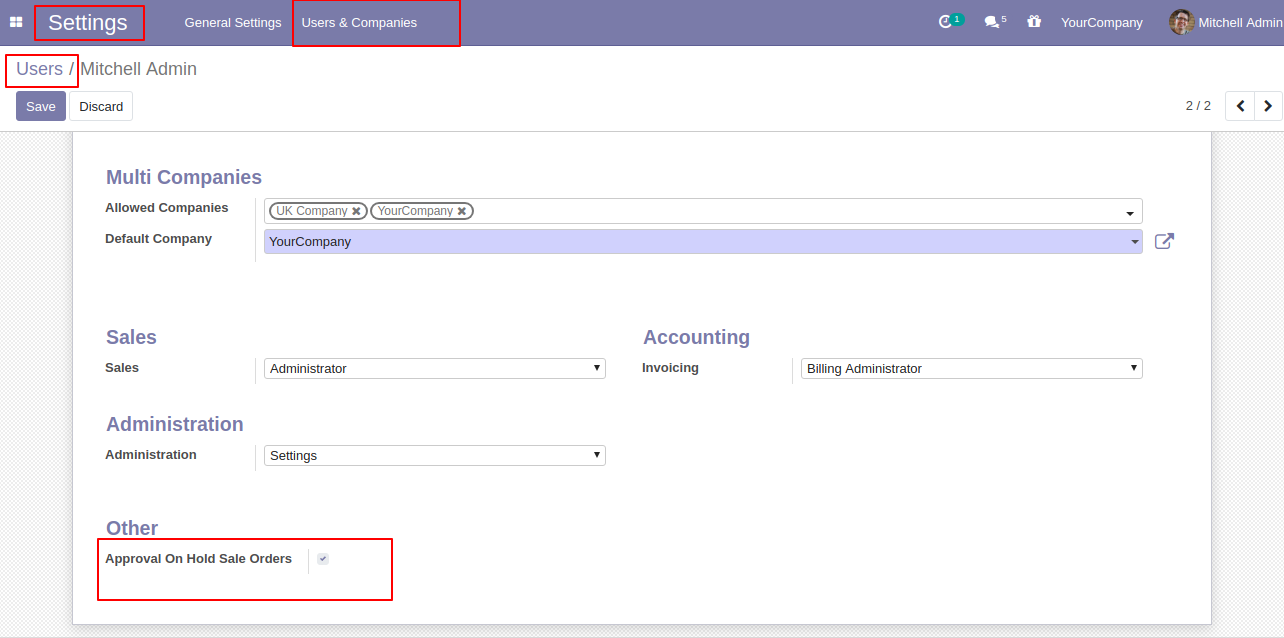 Settings General Settings Users & Companies 1 5 YourCompany Mitchell Admin
Users / Mitchell Admin
Save Discard 2 / 2
Multi Companies
Allowed Companies UK Company YourCompany
Default Company YourCompany
Sales Accounting
Sales Administrator Invoicing Billing Administrator
Administration
Administration Settings
Other
Approval On Hold Sale Orders